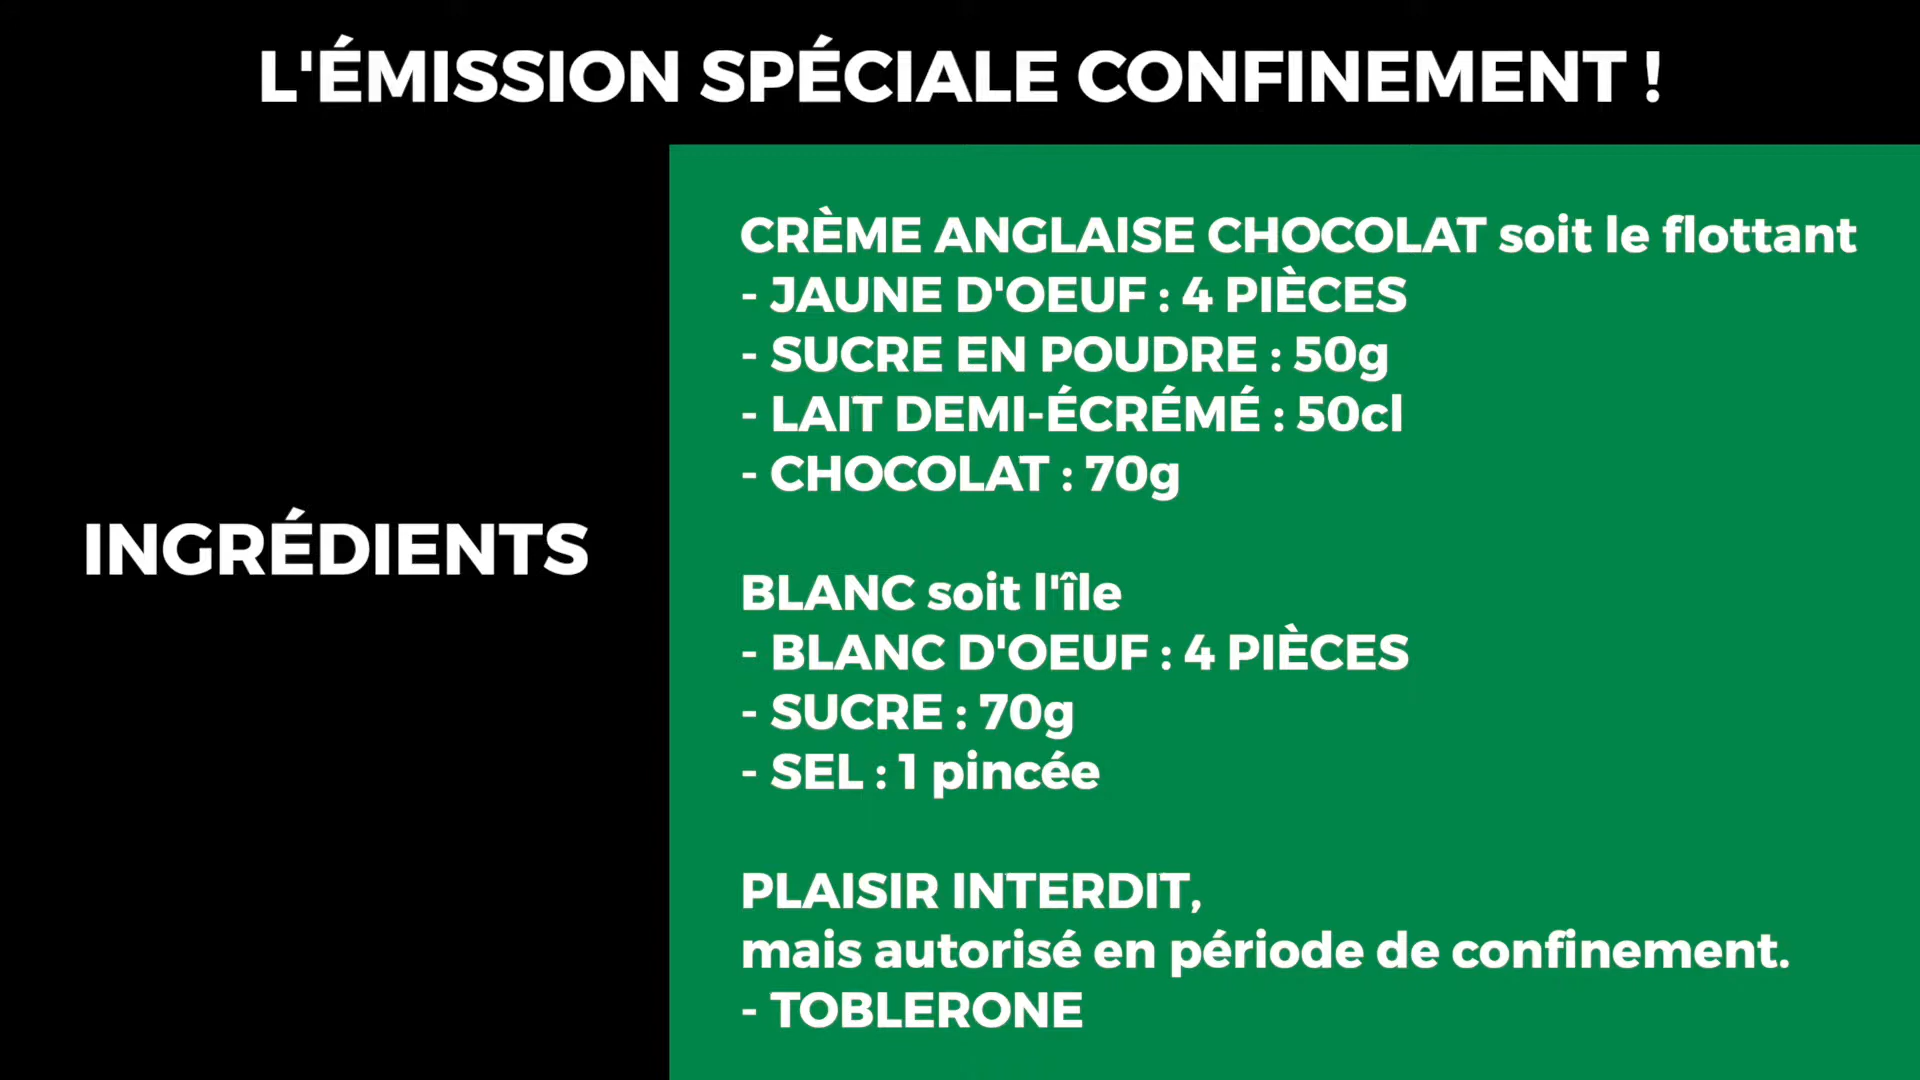 L'ÉMISSION SPÉCIALE CONFINEMENT !
INGRÉDIENTS
CRÈME ANGLAISE CHOCOLAT soit le flottant
- JAUNE D'OEUF : 4 PIÈCES
- SUCRE EN POUDRE : 50g
- LAIT DEMI-ÉCRÉMÉ : 50cl
- CHOCOLAT : 70g
BLANC soit l'île
- BLANC D'OEUF : 4 PIÈCES
- SUCRE : 70g
- SEL : 1 pincée
PLAISIR INTERDIT,
mais autorisé en période de confinement.
- TOBLERONE